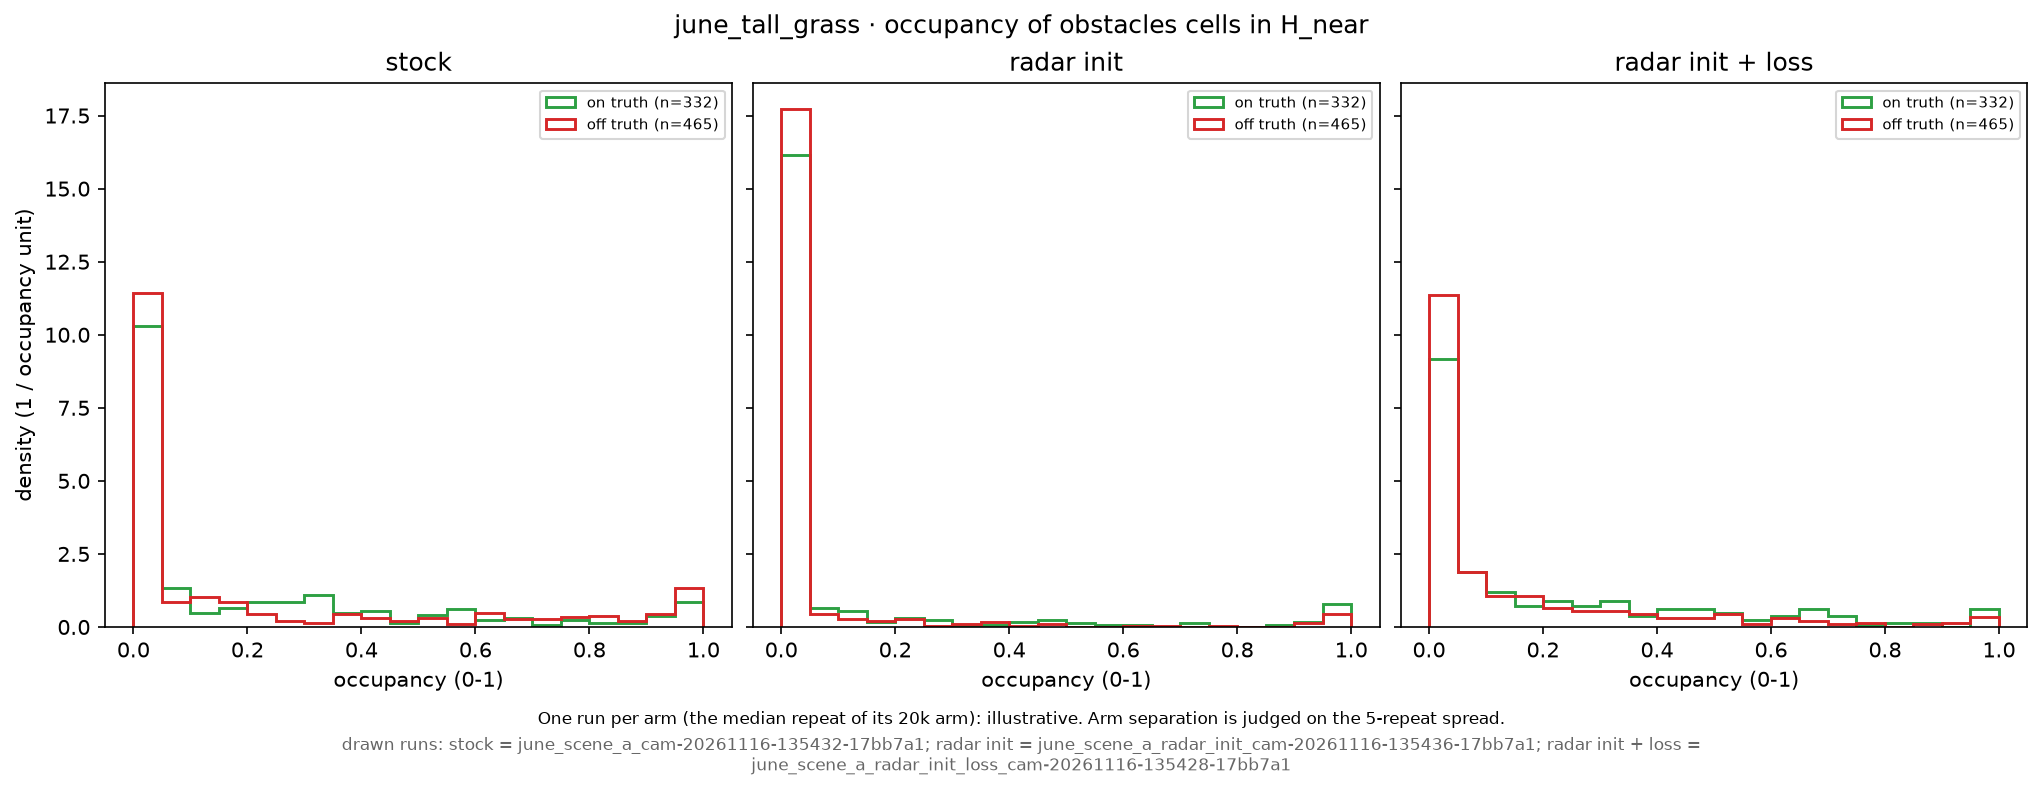 june_tall_grass · occupancy of obstacles cells in H_near
stock
radar init
radar init + loss
on truth (n=332)
off truth (n=465)
on truth (n=332)
off truth (n=465)
on truth (n=332)
off truth (n=465)
density (1 / occupancy unit)
17.5
15.0
12.5
10.0
7.5
5.0
2.5
0.0
0.0 0.2 0.4 0.6 0.8 1.0
0.0 0.2 0.4 0.6 0.8 1.0
0.0 0.2 0.4 0.6 0.8 1.0
occupancy (0-1)
occupancy (0-1)
occupancy (0-1)
One run per arm (the median repeat of its 20k arm): illustrative. Arm separation is judged on the 5-repeat spread.
drawn runs: stock = june_scene_a_cam-20261116-135432-17bb7a1; radar init = june_scene_a_radar_init_cam-20261116-135436-17bb7a1; radar init + loss =
june_scene_a_radar_init_loss_cam-20261116-135428-17bb7a1